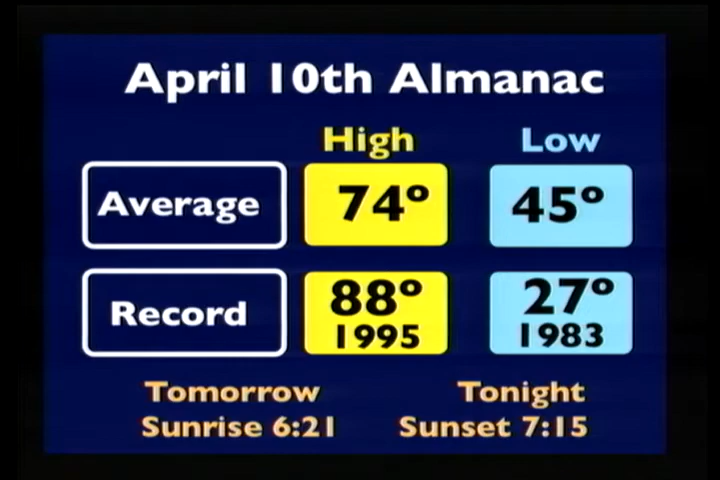 April 10th Almanac
High Low
Average 74° 45°
Record 88° 27°
1995 1983
Tomorrow Tonight
Sunrise 6:21 Sunset 7:15